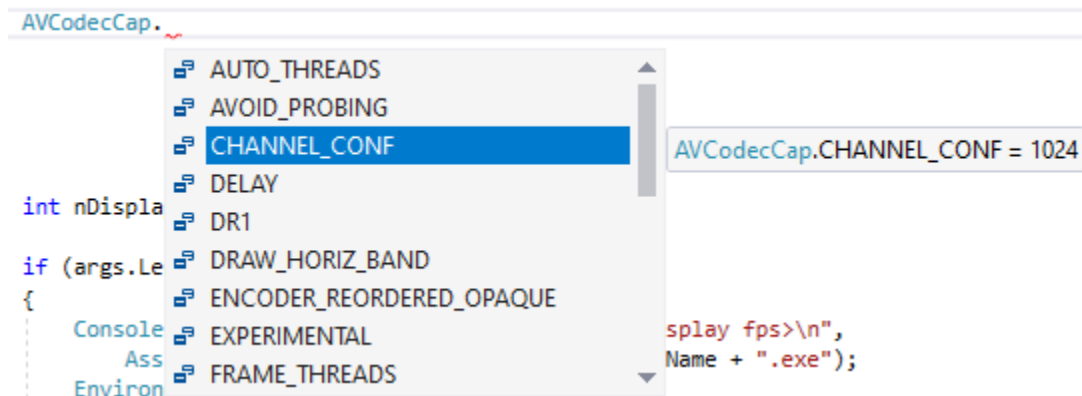 AVCodecCap.
AUTO_THREADS
AVOID_PROBING
CHANNEL_CONF
AVCodecCap.CHANNEL_CONF = 1024
DELAY
int nDispla
DR1
if (args.Le
DRAW_HORIZ_BAND
{
ENCODER_REORDERED_OPAQUE
Console
EXPERIMENTAL
splay fps>\n",
Ass
FRAME_THREADS
Name + ".exe");
Environ